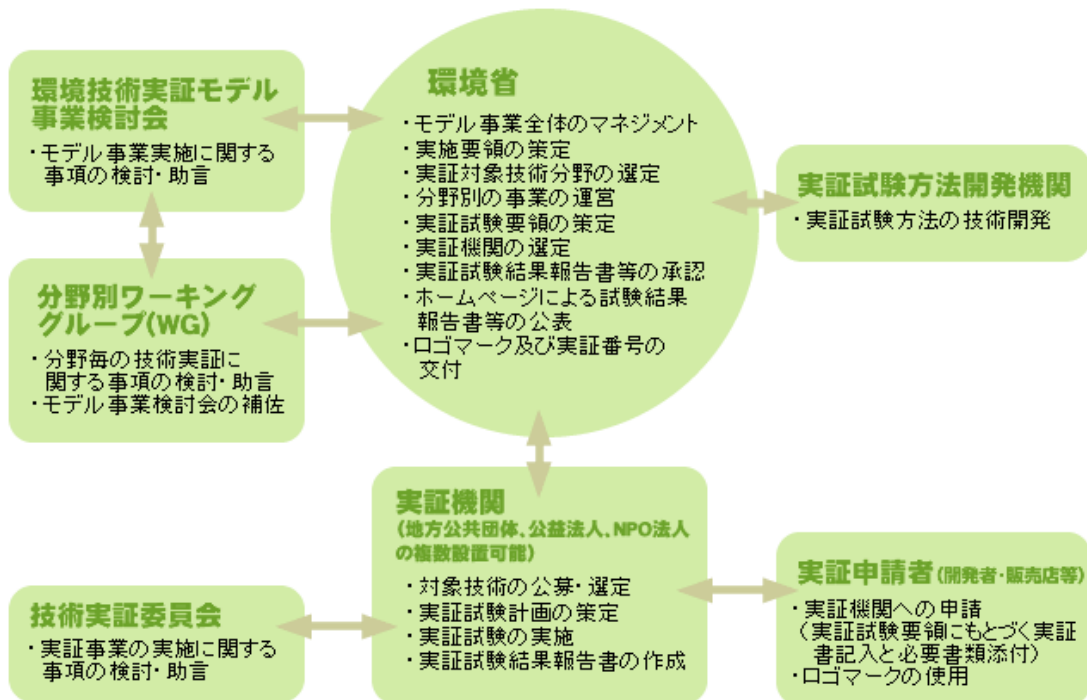 環境技術実証モデル
事業検討会
・モデル事業実施に関する
事項の検討・助言
分野別ワーキング
グループ(WG)
・分野毎の技術実証に
関する事項の検討・助言
・モデル事業検討会の補佐
環境省
・モデル事業全体のマネジメント
・実施要領の策定
・実証対象技術分野の選定
・分野別の事業の運営
・実証試験要領の策定
・実証機関の選定
・実証試験結果報告書等の承認
・ホームページによる試験結果
報告書等の公表
・ロゴマーク及び実証番号の
交付
実証試験方法開発機関
・実証試験方法の技術開発
技術実証委員会
・実証事業の実施に関する
事項の検討・助言
実証機関
(地方公共団体、公益法人、NPO法人
の複数設置可能)
・対象技術の公募・選定
・実証試験計画の策定
・実証試験の実施
・実証試験結果報告書の作成
実証申請者(開発者・販売店等)
・実証機関への申請
(実証試験要領にもとづく実証
書記入と必要書類添付)
・ロゴマークの使用